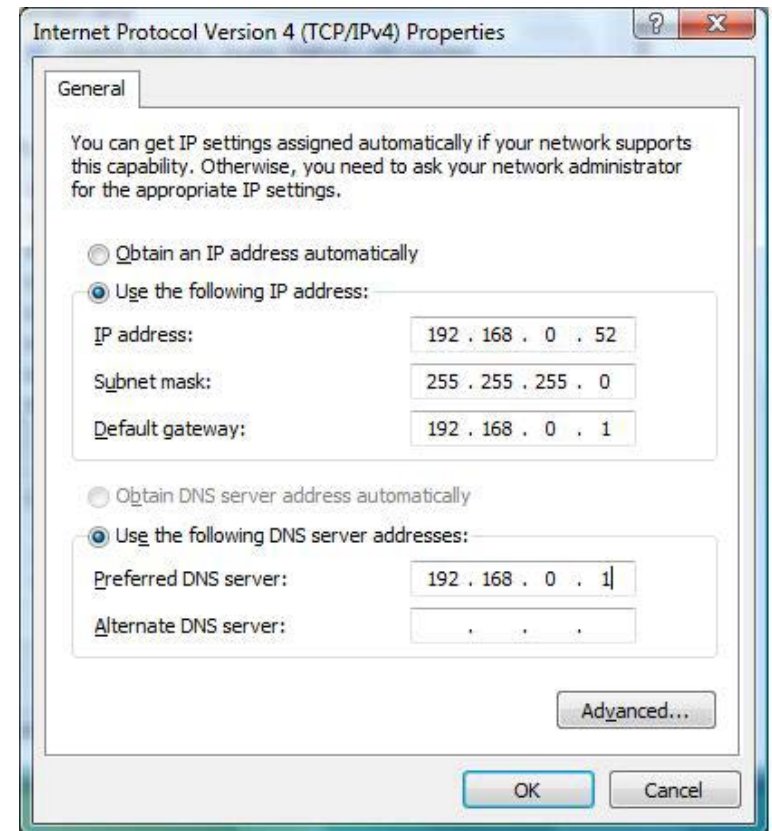 Internet Protocol Version 4 (TCP/IPv4) Properties
?
X
General
You can get IP settings assigned automatically if your network supports
this capability. Otherwise, you need to ask your network administrator
for the appropriate IP settings.
Obtain an IP address automatically
Use the following IP address:
IP address: 192 . 168 . 0 . 52
Subnet mask: 255 . 255 . 255 . 0
Default gateway: 192 . 168 . 0 . 1
Obtain DNS server address automatically
Use the following DNS server addresses:
Preferred DNS server: 192 . 168 . 0 . 1
Alternate DNS server: . . .
Advanced...
OK Cancel